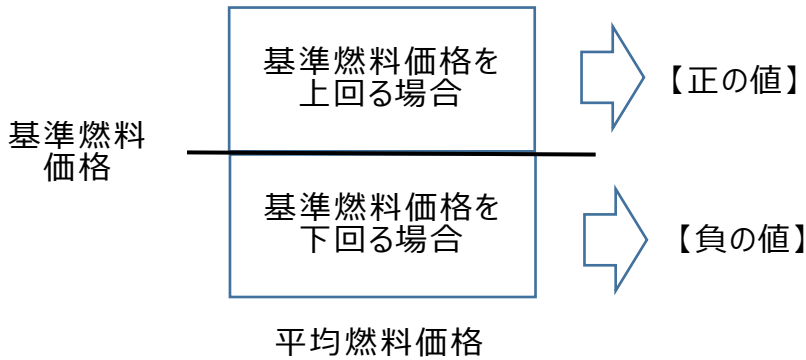 基準燃料価格を
上回る場合
【正の値】
基準燃料
価格
基準燃料価格を
下回る場合
【負の値】
平均燃料価格